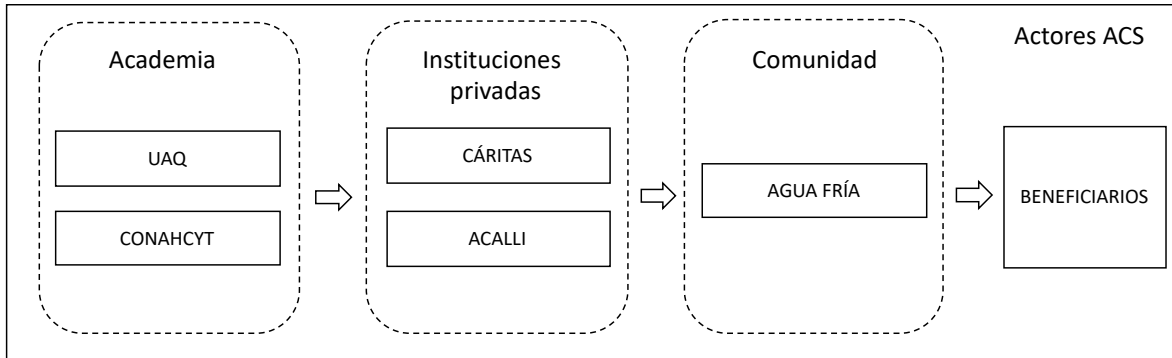 Academia
UAQ
CONAHCYT
Instituciones
privadas
CÁRITAS
ACALLI
Comunidad
AGUA FRÍA
Actores ACS
BENEFICIARIOS